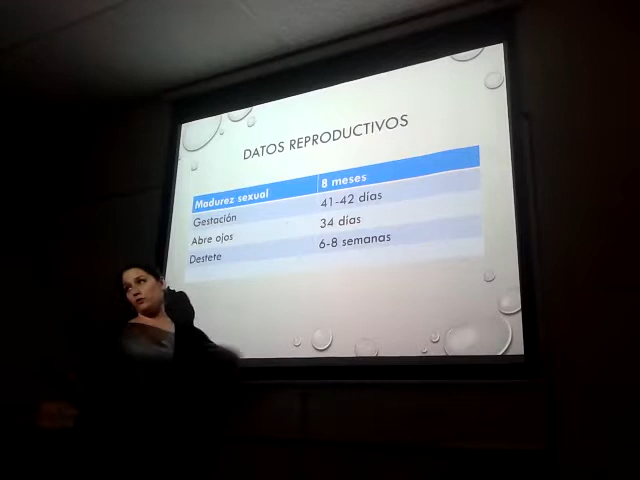 DATOS REPRODUCTIVOS
Madurez sexual 8 meses
Gestación 41-42 días
Abre ojos 34 días
Destete 6-8 semanas